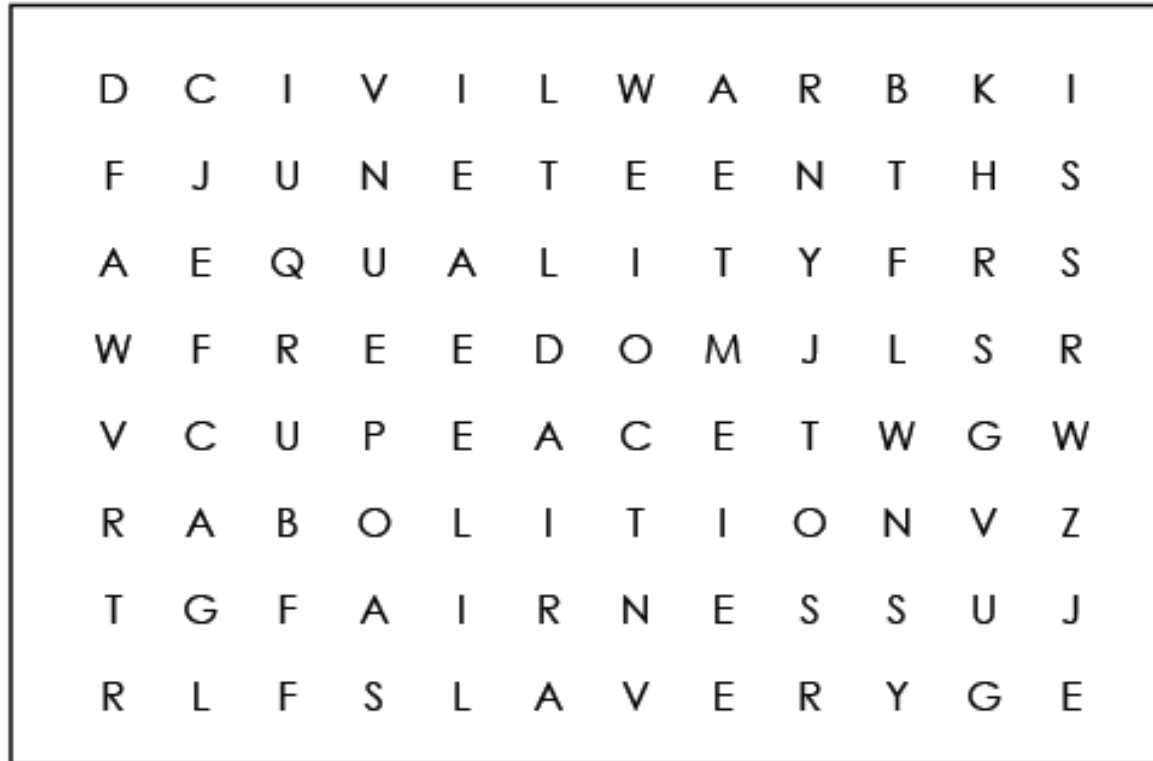 D C I V I L W A R B K I
F J U N E T E E N T H S
A E Q U A L I T Y F R S
W F R E E D O M J L S R
V C U P E A C E T W G W
R A B O L I T I O N V Z
T G F A I R N E S S U J
R L F S L A V E R Y G E